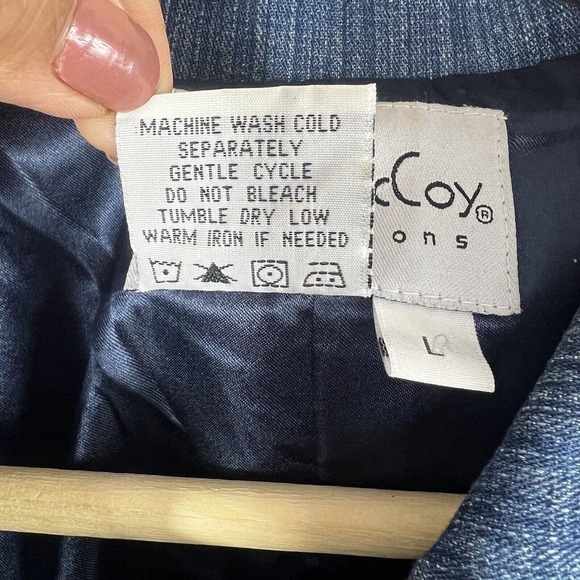 MACHINE WASH COLD
SEPARATELY
GENTLE CYCLE
DO NOT BLEACH
TUMBLE DRY LOW
WARM IRON IF NEEDED
cCoy®
ons
L